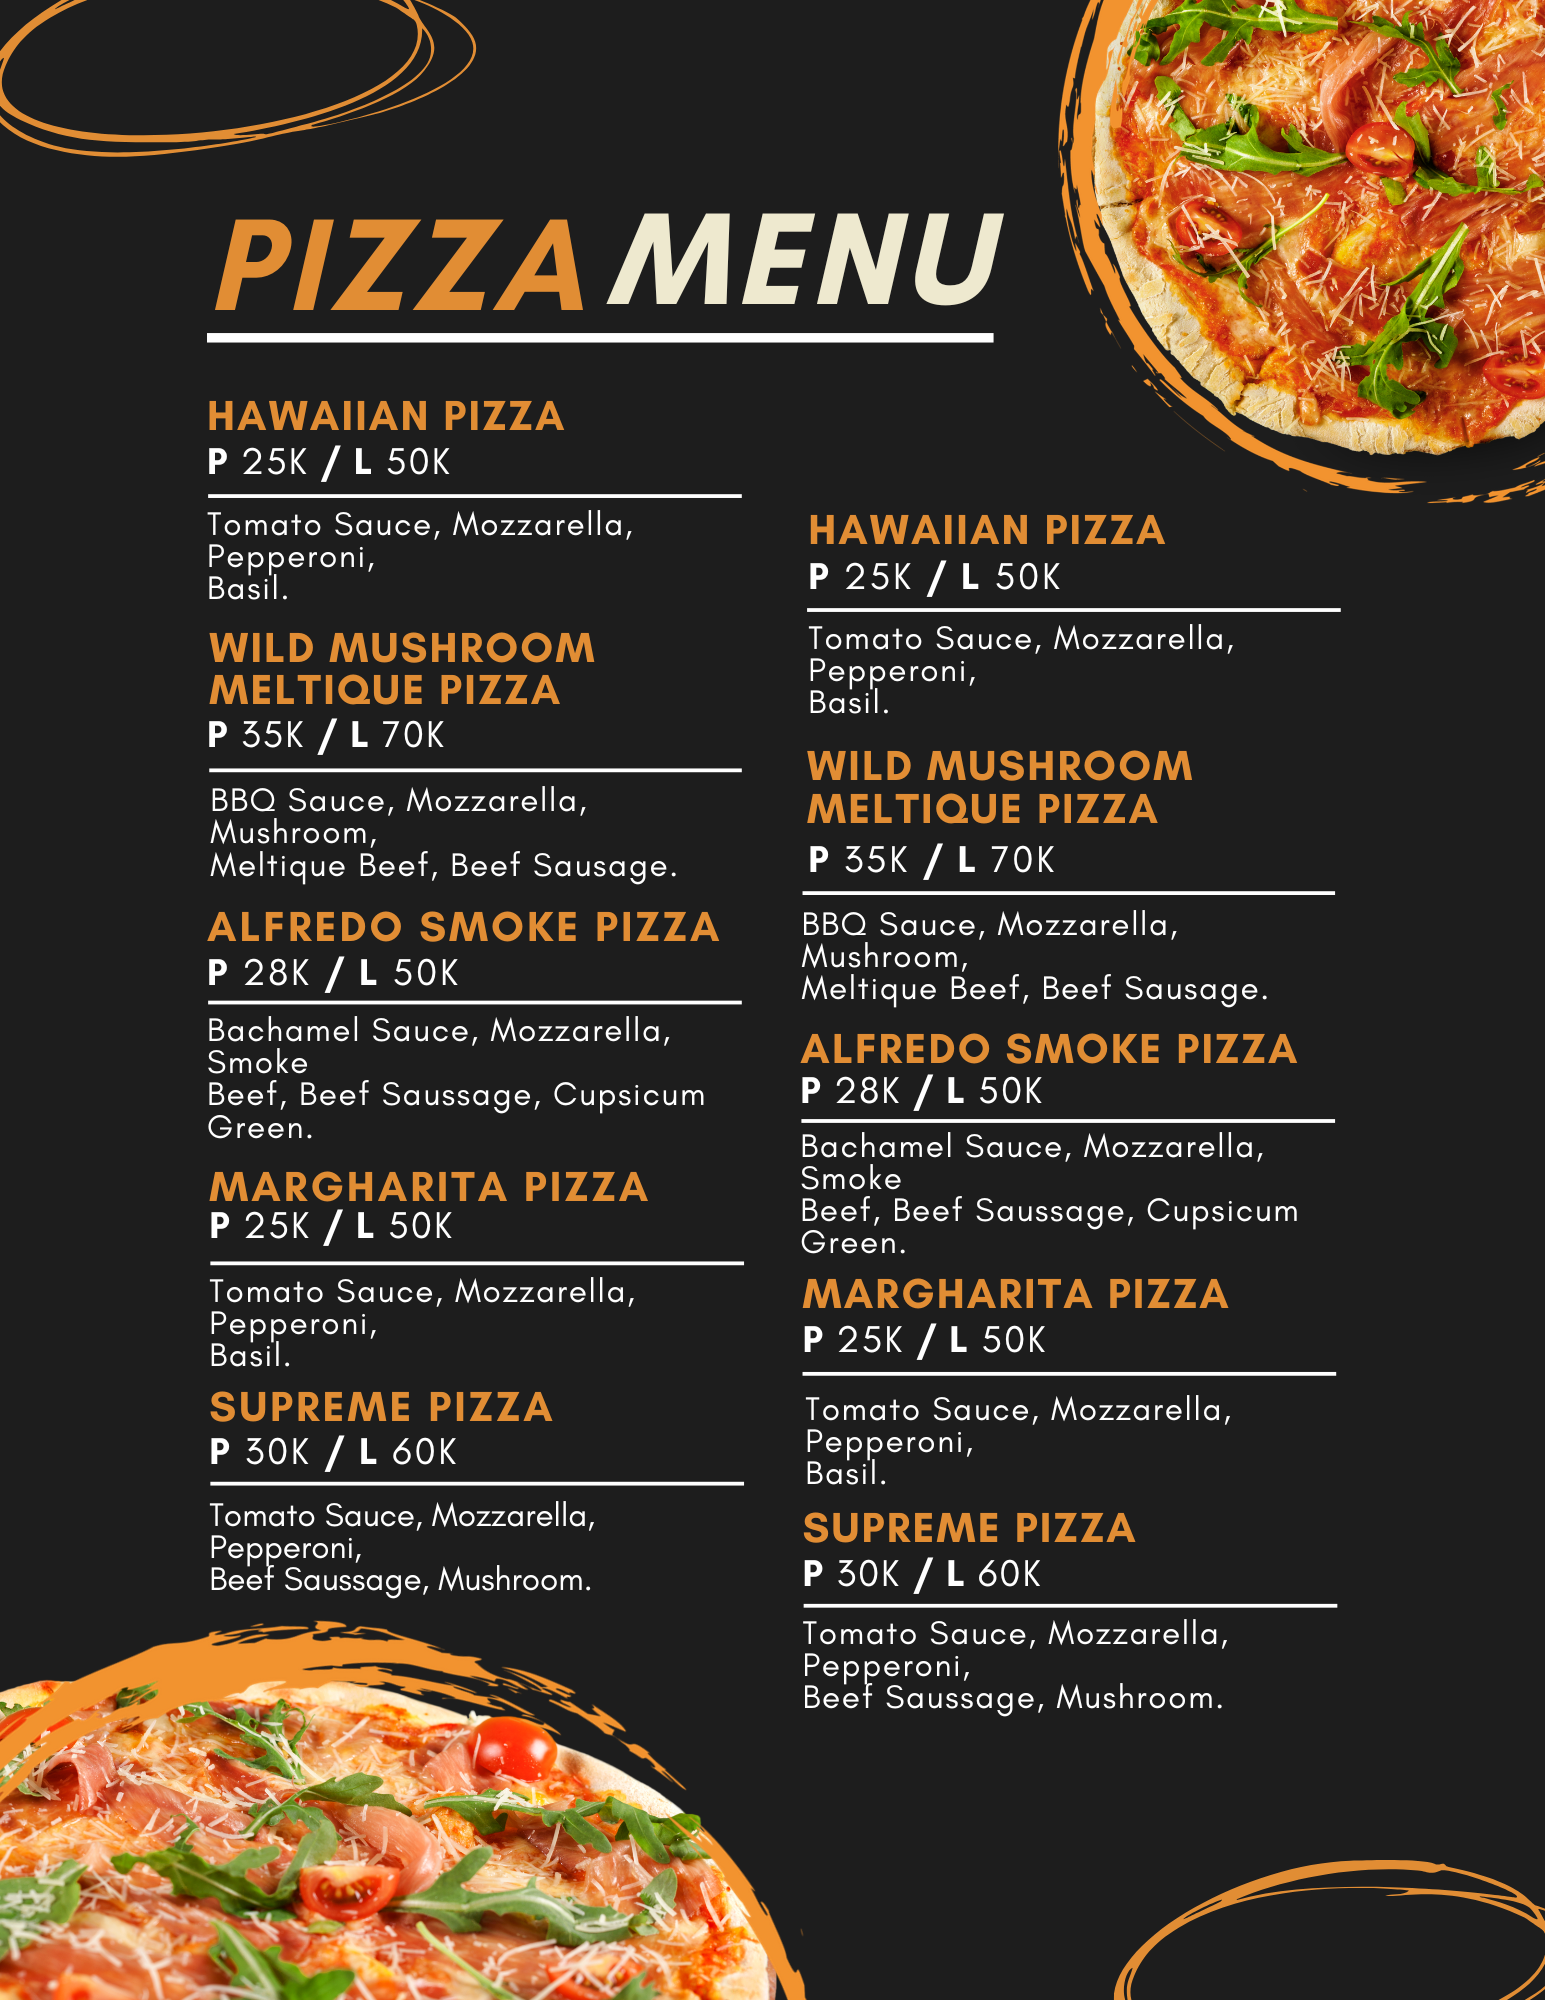 PIZZA MENU
HAWAIIAN PIZZA
P 25K / L 50K
Tomato Sauce, Mozzarella,
Pepperoni,
Basil.
WILD MUSHROOM
MELTIQUE PIZZA
P 35K / L 70K
BBQ Sauce, Mozzarella,
Mushroom,
Meltique Beef, Beef Sausage.
ALFREDO SMOKE PIZZA
P 28K / L 50K
Bachamel Sauce, Mozzarella,
Smoke
Beef, Beef Saussage, Cupsicum
Green.
MARGHARITA PIZZA
P 25K / L 50K
Tomato Sauce, Mozzarella,
Pepperoni,
Basil.
SUPREME PIZZA
P 30K / L 60K
Tomato Sauce, Mozzarella,
Pepperoni,
Beef Saussage, Mushroom.
HAWAIIAN PIZZA
P 25K / L 50K
Tomato Sauce, Mozzarella,
Pepperoni,
Basil.
WILD MUSHROOM
MELTIQUE PIZZA
P 35K / L 70K
BBQ Sauce, Mozzarella,
Mushroom,
Meltique Beef, Beef Sausage.
ALFREDO SMOKE PIZZA
P 28K / L 50K
Bachamel Sauce, Mozzarella,
Smoke
Beef, Beef Saussage, Cupsicum
Green.
MARGHARITA PIZZA
P 25K / L 50K
Tomato Sauce, Mozzarella,
Pepperoni,
Basil.
SUPREME PIZZA
P 30K / L 60K
Tomato Sauce, Mozzarella,
Pepperoni,
Beef Saussage, Mushroom.